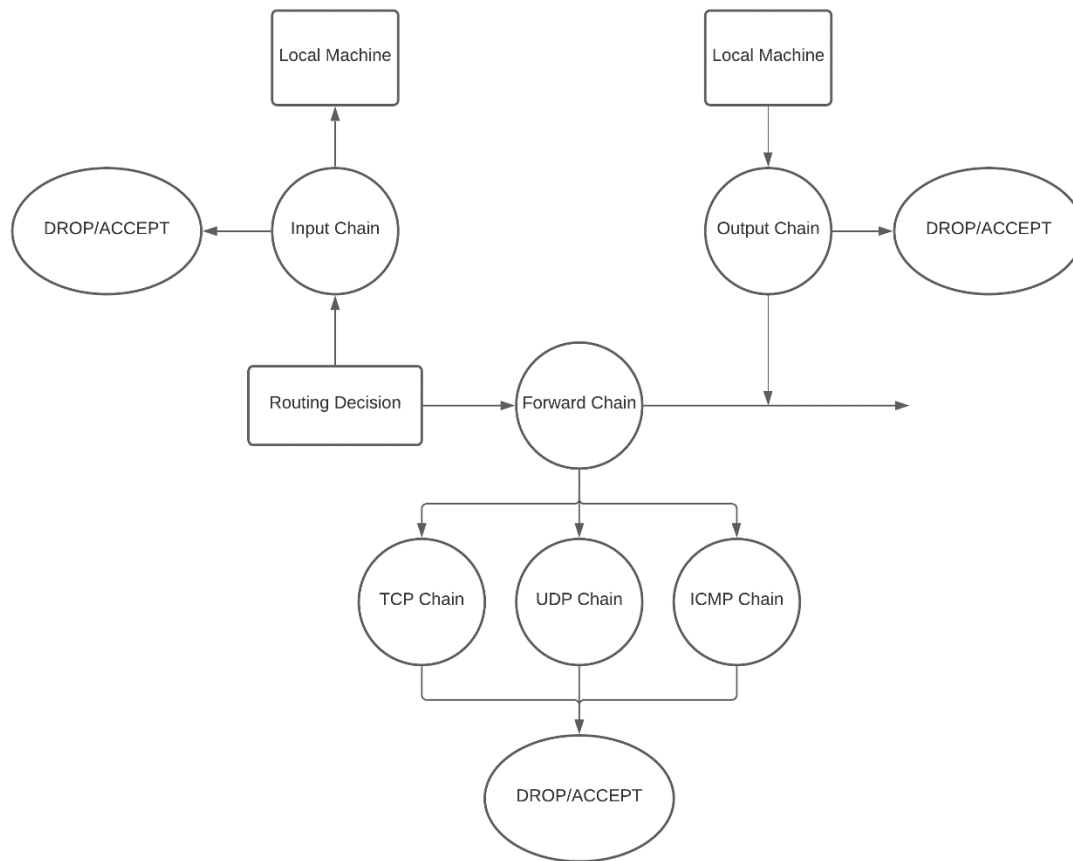 Local Machine
Local Machine
DROP/ACCEPT
Input Chain
Output Chain
DROP/ACCEPT
Routing Decision
Forward Chain
TCP Chain
UDP Chain
ICMP Chain
DROP/ACCEPT